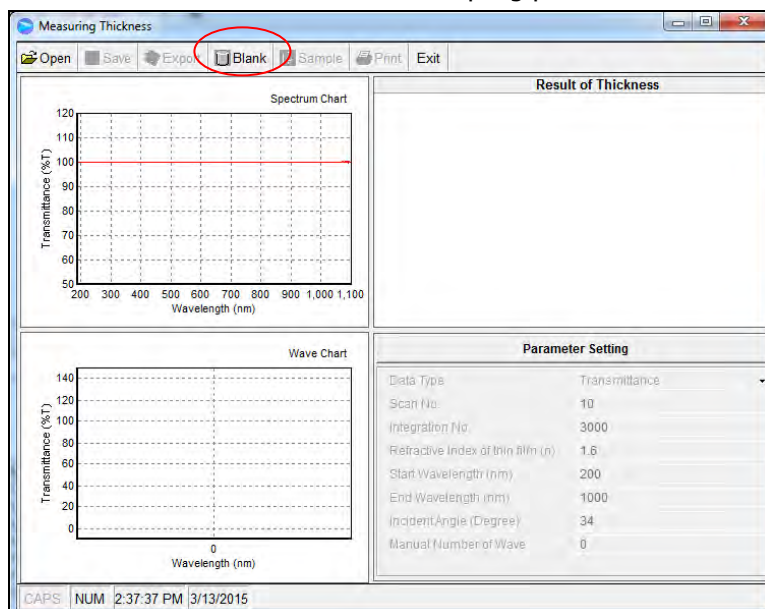 Measuring Thickness
Open Save Export Blank Sample Print Exit
Spectrum Chart
120
110
100
90
80
70
60
50
Transmittance (%T)
200 300 400 500 600 700 800 900 1,000 1,100
Wavelength (nm)
Result of Thickness
Wave Chart
140
120
100
80
60
40
20
0
Transmittance (%T)
0
Wavelength (nm)
Parameter Setting
Data Type Transmittance
Scan No. 10
Integration No. 3000
Refractive Index of thin film (n) 1.6
Start Wavelength (nm) 200
End Wavelength (nm) 1000
Incident Angle (Degree) 34
Manual Number of Wave 0
CAPS NUM 2:37:37 PM 3/13/2015